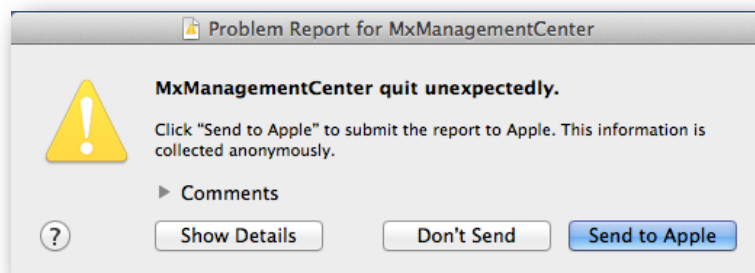 Problem Report for MxManagementCenter
MxManagementCenter quit unexpectedly.
Click “Send to Apple” to submit the report to Apple. This information is
collected anonymously.
Comments
?
Show Details
Don't Send
Send to Apple